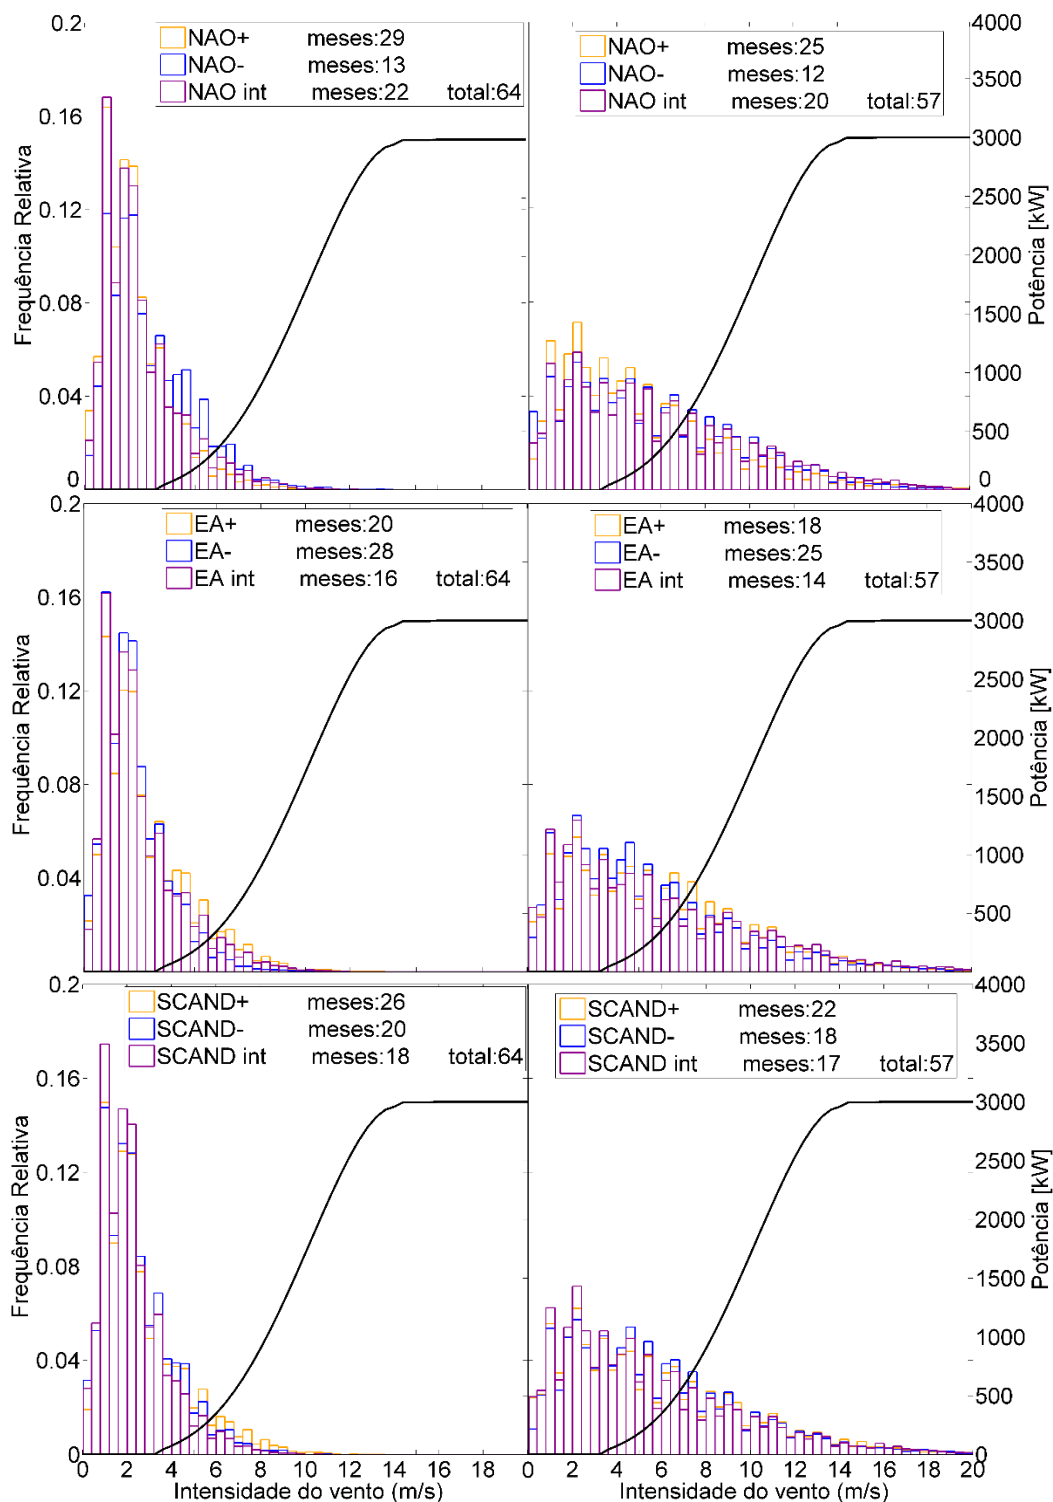 0.2
NAO+ meses:29
NAO- meses:13
NAO int meses:22 total:64
0.16
0.12
0.08
0.04
0
Frequência Relativa
NAO+ meses:25
NAO- meses:12
NAO int meses:20 total:57
4000
3500
3000
2500
2000
1500
1000
500
0
Potência [kW]
0.2
EA+ meses:20
EA- meses:28
EA int meses:16 total:64
0.16
0.12
0.08
0.04
Frequência Relativa
EA+ meses:18
EA- meses:25
EA int meses:14 total:57
4000
3500
3000
2500
2000
1500
1000
500
Potência [kW]
0.2
SCAND+ meses:26
SCAND- meses:20
SCAND int meses:18 total:64
0.16
0.12
0.08
0.04
0
Frequência Relativa
SCAND+ meses:22
SCAND- meses:18
SCAND int meses:17 total:57
4000
3500
3000
2500
2000
1500
1000
500
0
Potência [kW]
0 2 4 6 8 10 12 14 16 18
Intensidade do vento (m/s)
2 4 6 8 10 12 14 16 18 20
Intensidade do vento (m/s)